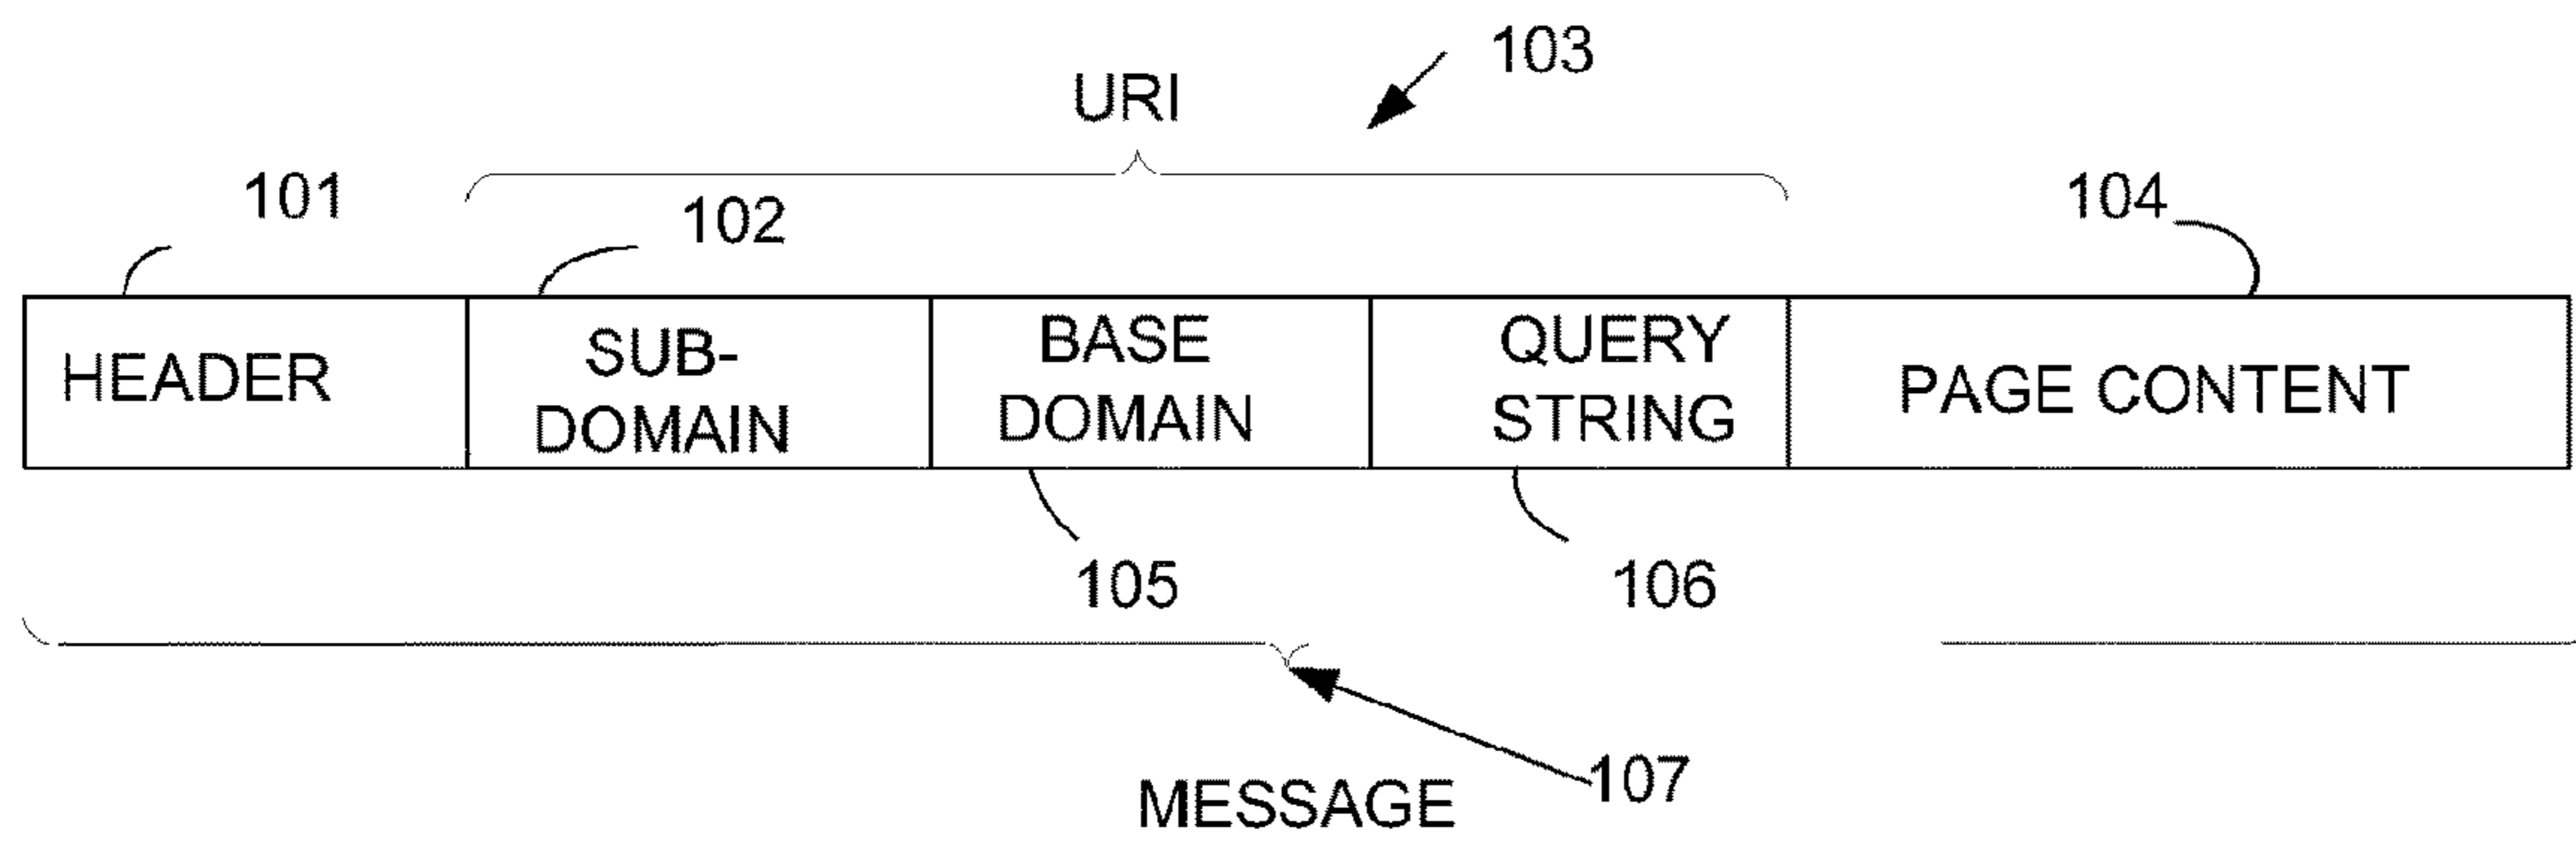 103
URI
101
102
104
HEADER
SUB-
DOMAIN
BASE
DOMAIN
QUERY
STRING
PAGE CONTENT
105
106
107
MESSAGE